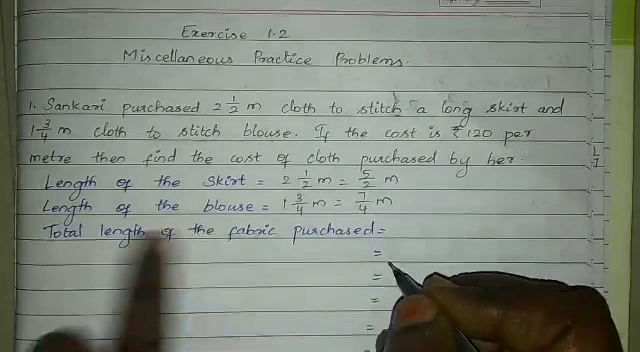 Exercise 1.2
Miscellaneous Practice Problems.
1. Sankari purchased 2 1/2 m cloth to stitch a long skirt and
1 3/4 m cloth to stitch blouse. If the cost is ₹ 120 per
metre then find the cost of cloth purchased by her.
Length of the skirt = 2 1/2 m = 5/2 m
Length of the blouse = 1 3/4 m = 7/4 m
Total length of the fabric purchased =
=
=
=
=